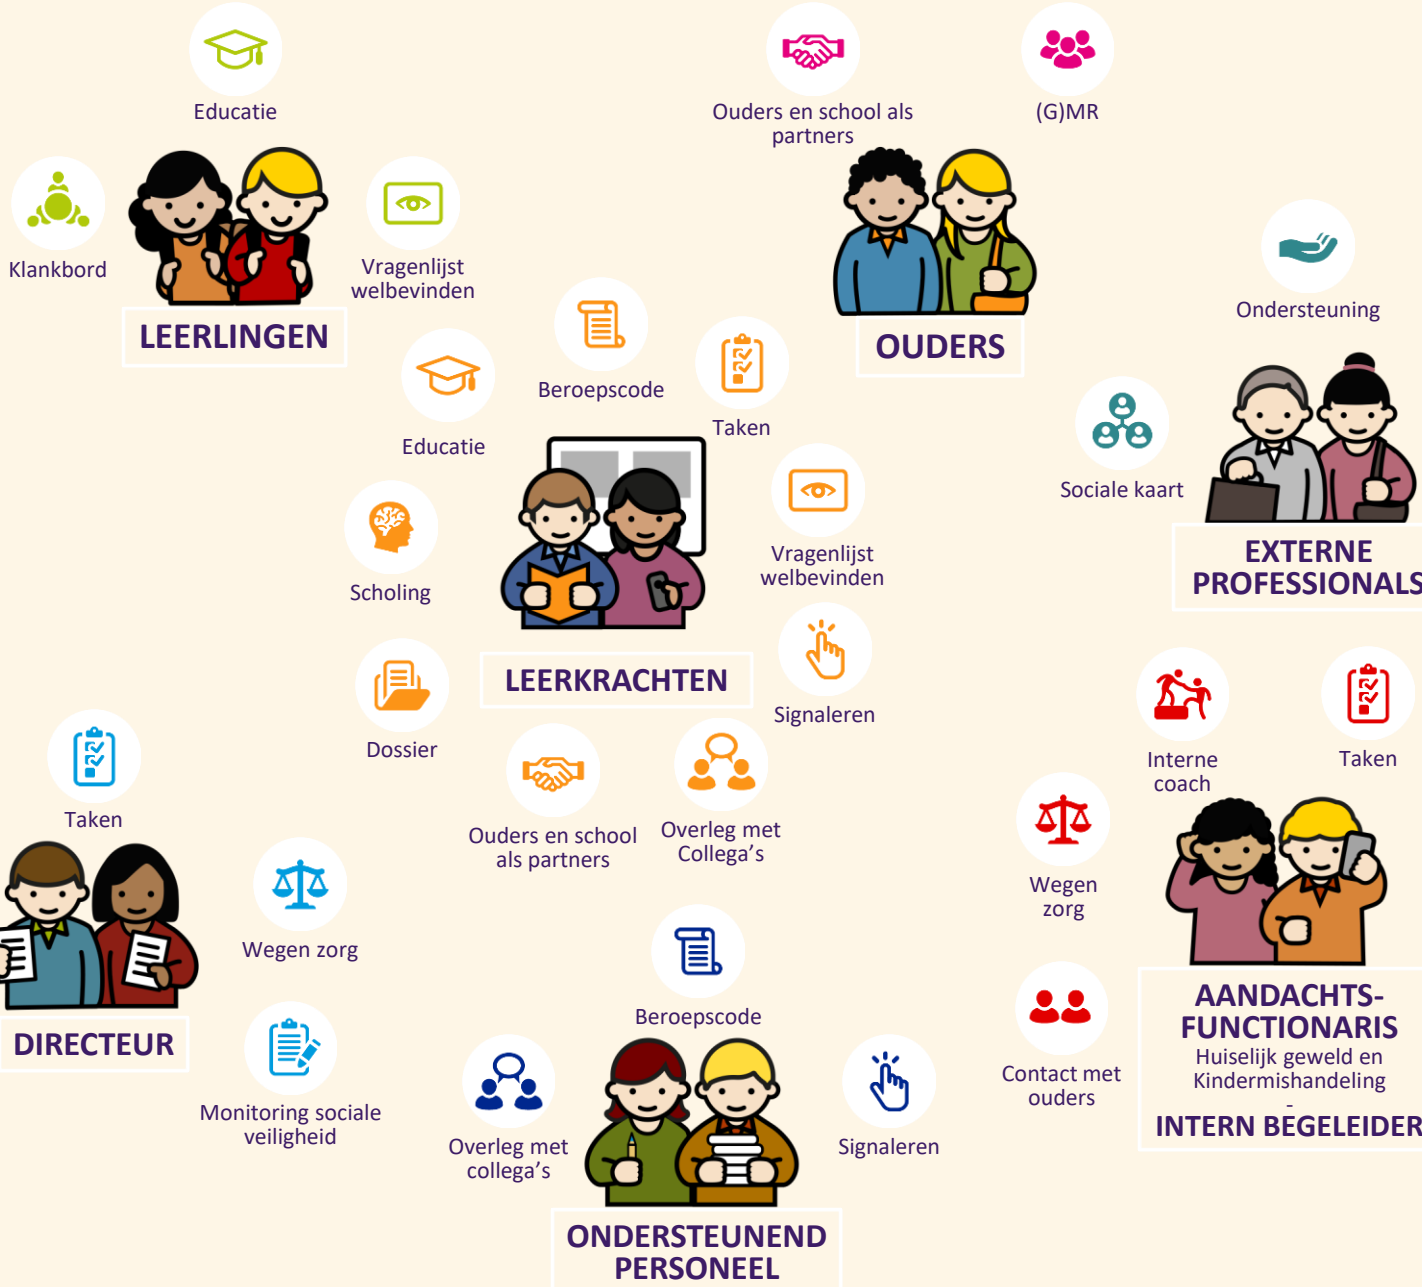 Educatie
Klankbord
Vragenlijst
welbevinden
LEERLINGEN
Ouders en school als
partners
(G)MR
OUDERS
Ondersteuning
Sociale kaart
EXTERNE
PROFESSIONALS
Beroepscode
Educatie
Taken
Scholing
Vragenlijst
welbevinden
LEERKRACHTEN
Dossier
Signaleren
Ouders en school
als partners
Overleg met
Collega's
Taken
Wegen zorg
DIRECTEUR
Monitoring sociale
veiligheid
Interne
coach
Taken
Wegen
zorg
Contact met
ouders
AANDACHTS-
FUNCTIONARIS
Huiselijk geweld en
Kindermishandeling
-
INTERN BEGELEIDER
Beroepscode
Overleg met
collega's
Signaleren
ONDERSTEUNEND
PERSONEEL